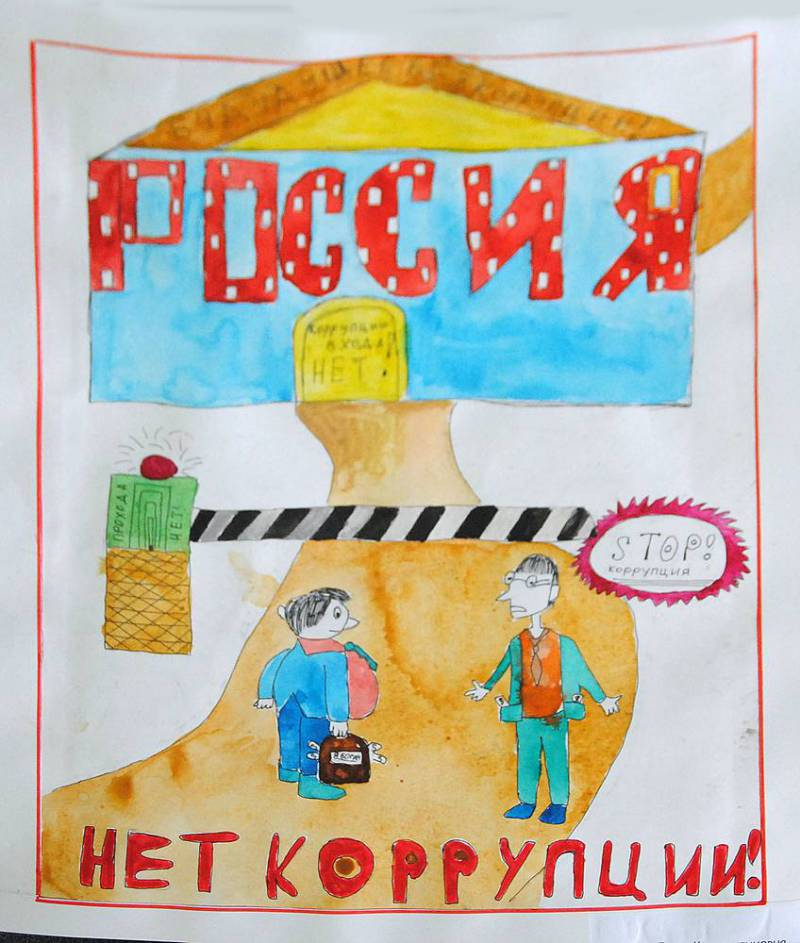 РОССИЯ
Коррупции
входа
НЕТ!
ПРОХОДА
НЕТ!
STOP!
коррупция
НЕТ КОРРУПЦИИ!